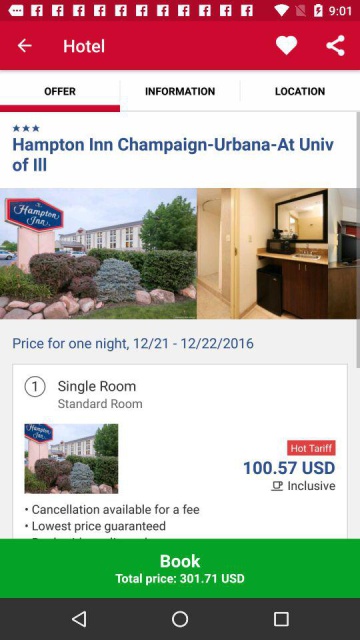 9:01
Hotel
OFFER
INFORMATION
LOCATION
Hampton Inn Champaign-Urbana-At Univ
of Ill
Hampton
Inn
Price for one night, 12/21 - 12/22/2016
1
Single Room
Standard Room
Hampton
Inn
Hot Tariff
100.57 USD
Inclusive
• Cancellation available for a fee
• Lowest price guaranteed
Book
Total price: 301.71 USD